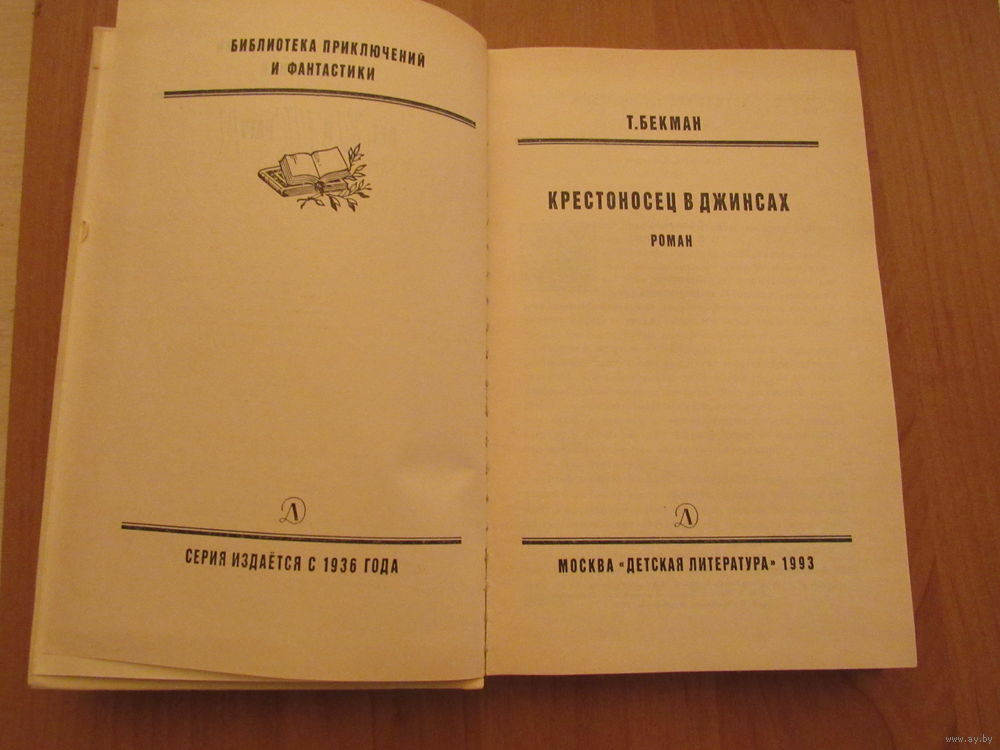 БИБЛИОТЕКА ПРИКЛЮЧЕНИЙ
И ФАНТАСТИКИ
СЕРИЯ ИЗДАЁТСЯ С 1936 ГОДА
Т.БЕКМАН
КРЕСТОНОСЕЦ В ДЖИНСАХ
РОМАН
МОСКВА «ДЕТСКАЯ ЛИТЕРАТУРА» 1993
www.ay.by